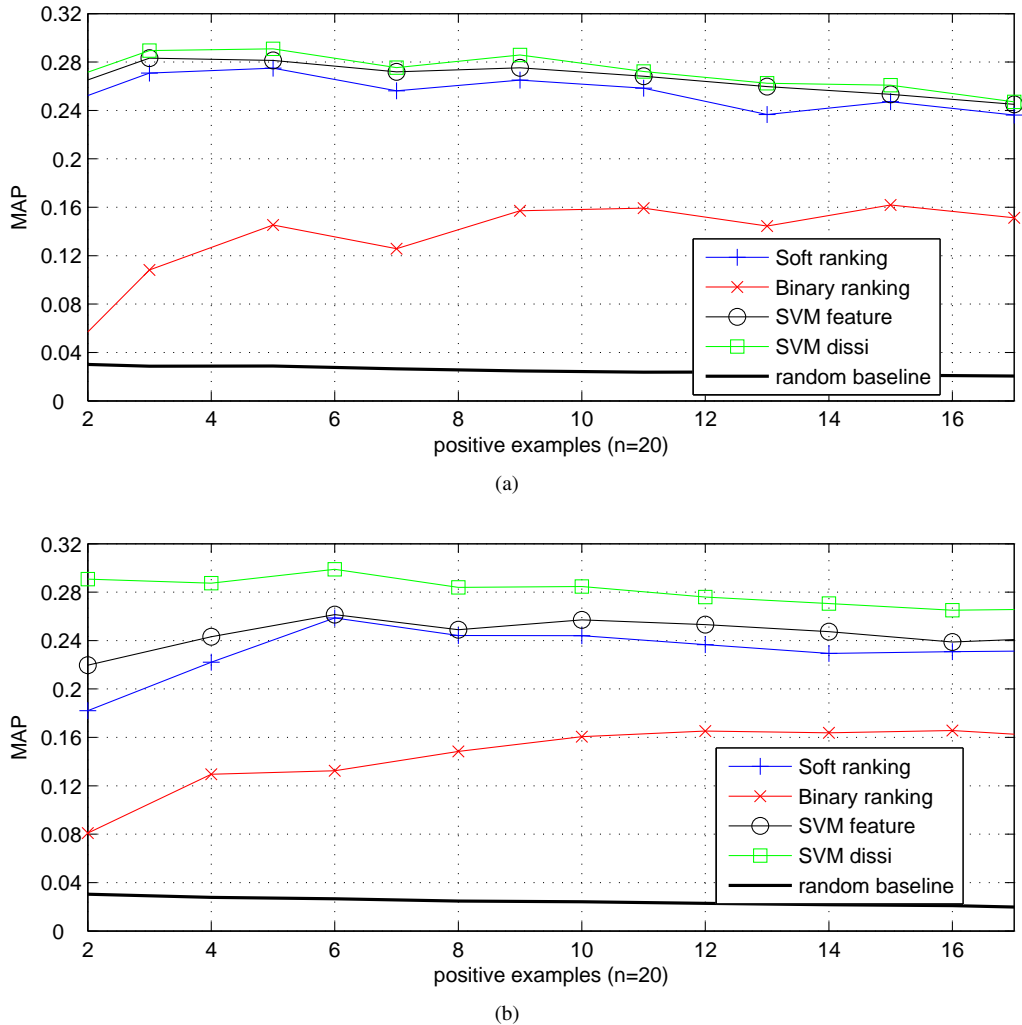 0.32
0.28
0.24
0.2
0.16
0.12
0.08
0.04
0
MAP
Soft ranking
Binary ranking
SVM feature
SVM dissi
random baseline
2 4 6 8 10 12 14 16
positive examples (n=20)
(a)
0.32
0.28
0.24
0.2
0.16
0.12
0.08
0.04
0
MAP
Soft ranking
Binary ranking
SVM feature
SVM dissi
random baseline
2 4 6 8 10 12 14 16
positive examples (n=20)
(b)